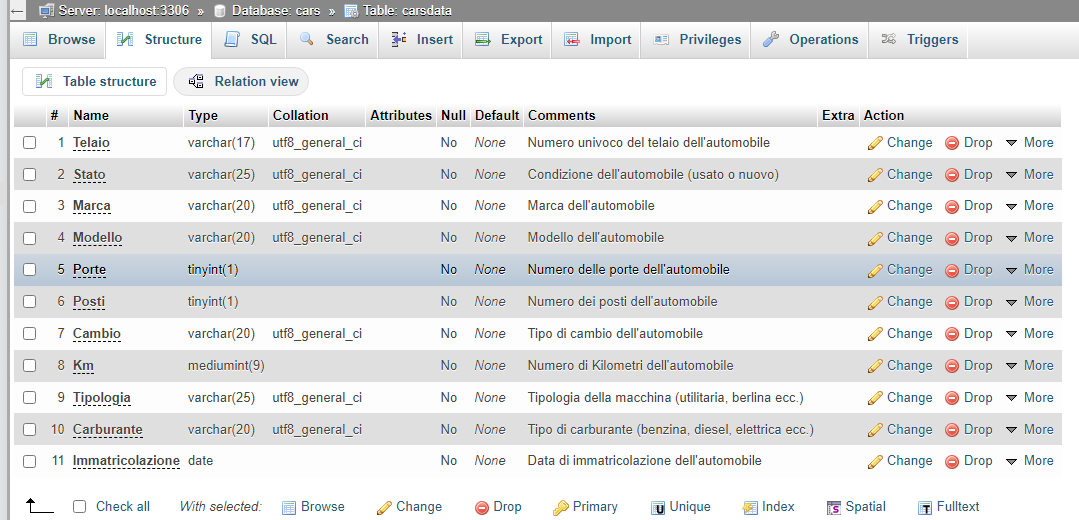 Server: localhost:3306 » Database: cars » Table: carsdata
Browse Structure SQL Search Insert Export Import Privileges Operations Triggers
Table structure Relation view
# Name Type Collation Attributes Null Default Comments Extra Action
1 Telaio varchar(17) utf8_general_ci No None Numero univoco del telaio dell'automobile Change Drop More
2 Stato varchar(25) utf8_general_ci No None Condizione dell'automobile (usato o nuovo) Change Drop More
3 Marca varchar(20) utf8_general_ci No None Marca dell'automobile Change Drop More
4 Modello varchar(20) utf8_general_ci No None Modello dell'automobile Change Drop More
5 Porte tinyint(1) No None Numero delle porte dell'automobile Change Drop More
6 Posti tinyint(1) No None Numero dei posti dell'automobile Change Drop More
7 Cambio varchar(20) utf8_general_ci No None Tipo di cambio dell'automobile Change Drop More
8 Km mediumint(9) No None Numero di Kilometri dell'automobile Change Drop More
9 Tipologia varchar(25) utf8_general_ci No None Tipologia della macchina (utilitaria, berlina ecc.) Change Drop More
10 Carburante varchar(20) utf8_general_ci No None Tipo di carburante (benzina, diesel, elettrica ecc.) Change Drop More
11 Immatricolazione date No None Data di immatricolazione dell'automobile Change Drop More
Check all With selected: Browse Change Drop Primary Unique Index Spatial Fulltext